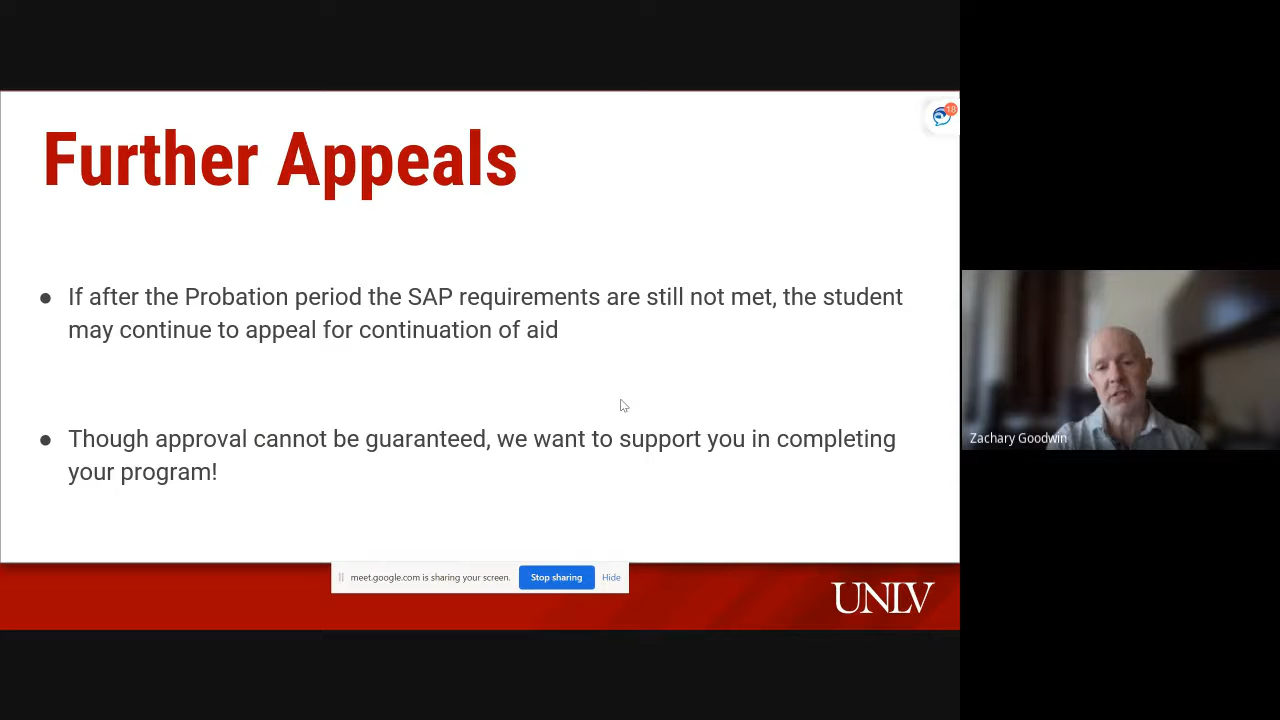 Further Appeals
● If after the Probation period the SAP requirements are still not met, the student
may continue to appeal for continuation of aid
● Though approval cannot be guaranteed, we want to support you in completing
your program!
meet.google.com is sharing your screen. Stop sharing Hide
UNLV
Zachary Goodwin